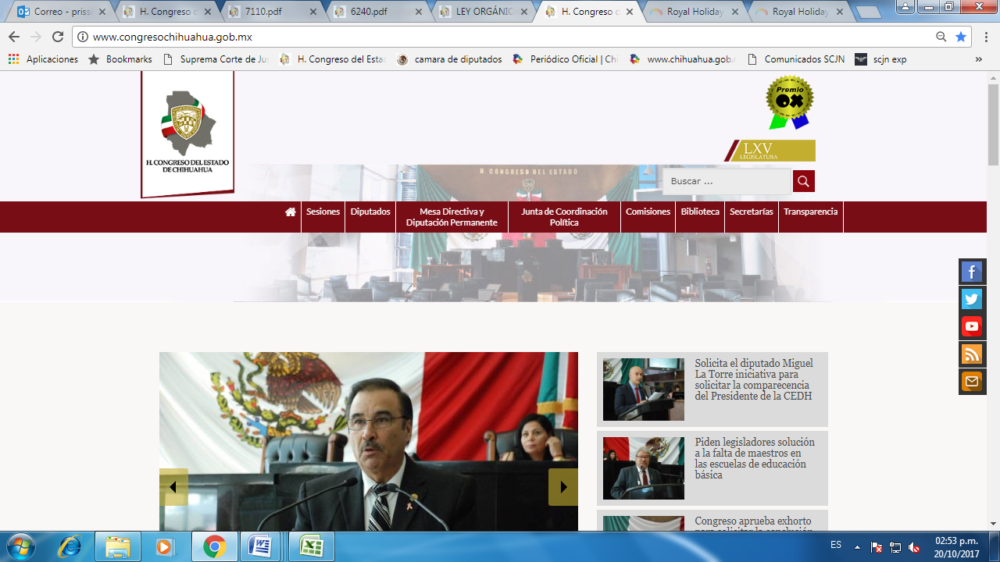 Correo - priss
H. Congreso d
7110.pdf
6240.pdf
LEY ORGÁNIC
H. Congreso d
Royal Holiday
Royal Holiday
www.congresochihuahua.gob.mx
Aplicaciones
Bookmarks
Suprema Corte de Jus
H. Congreso del Esta
camara de diputados
Periódico Oficial | Chi
www.chihuahua.gob.
Comunicados SCJN
scjn exp
»
Premio
OX
H. CONGRESO DEL ESTADO
DE CHIHUAHUA
LXV
LEGISLATURA
H. CONGRESO DEL ESTADO
Buscar ...
Sesiones
Diputados
Mesa Directiva y
Diputación Permanente
Junta de Coordinación
Política
Comisiones
Biblioteca
Secretarías
Transparencia
Solicita el diputado Miguel
La Torre iniciativa para
solicitar la comparecencia
del Presidente de la CEDH
Piden legisladores solución
a la falta de maestros en
las escuelas de educación
básica
Congreso aprueba exhorto
ES
02:53 p.m.
20/10/2017